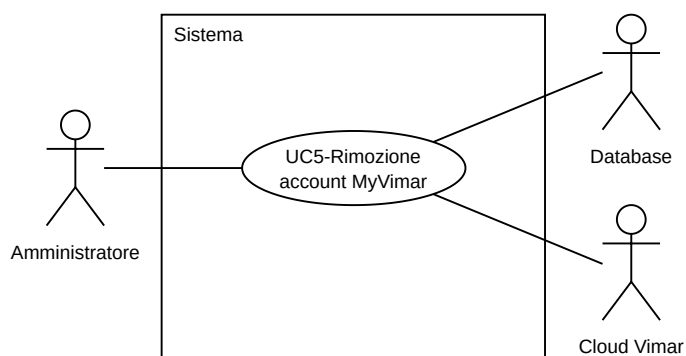 Sistema
UC5-Rimozione
account MyVimar
Database
Amministratore
Cloud Vimar